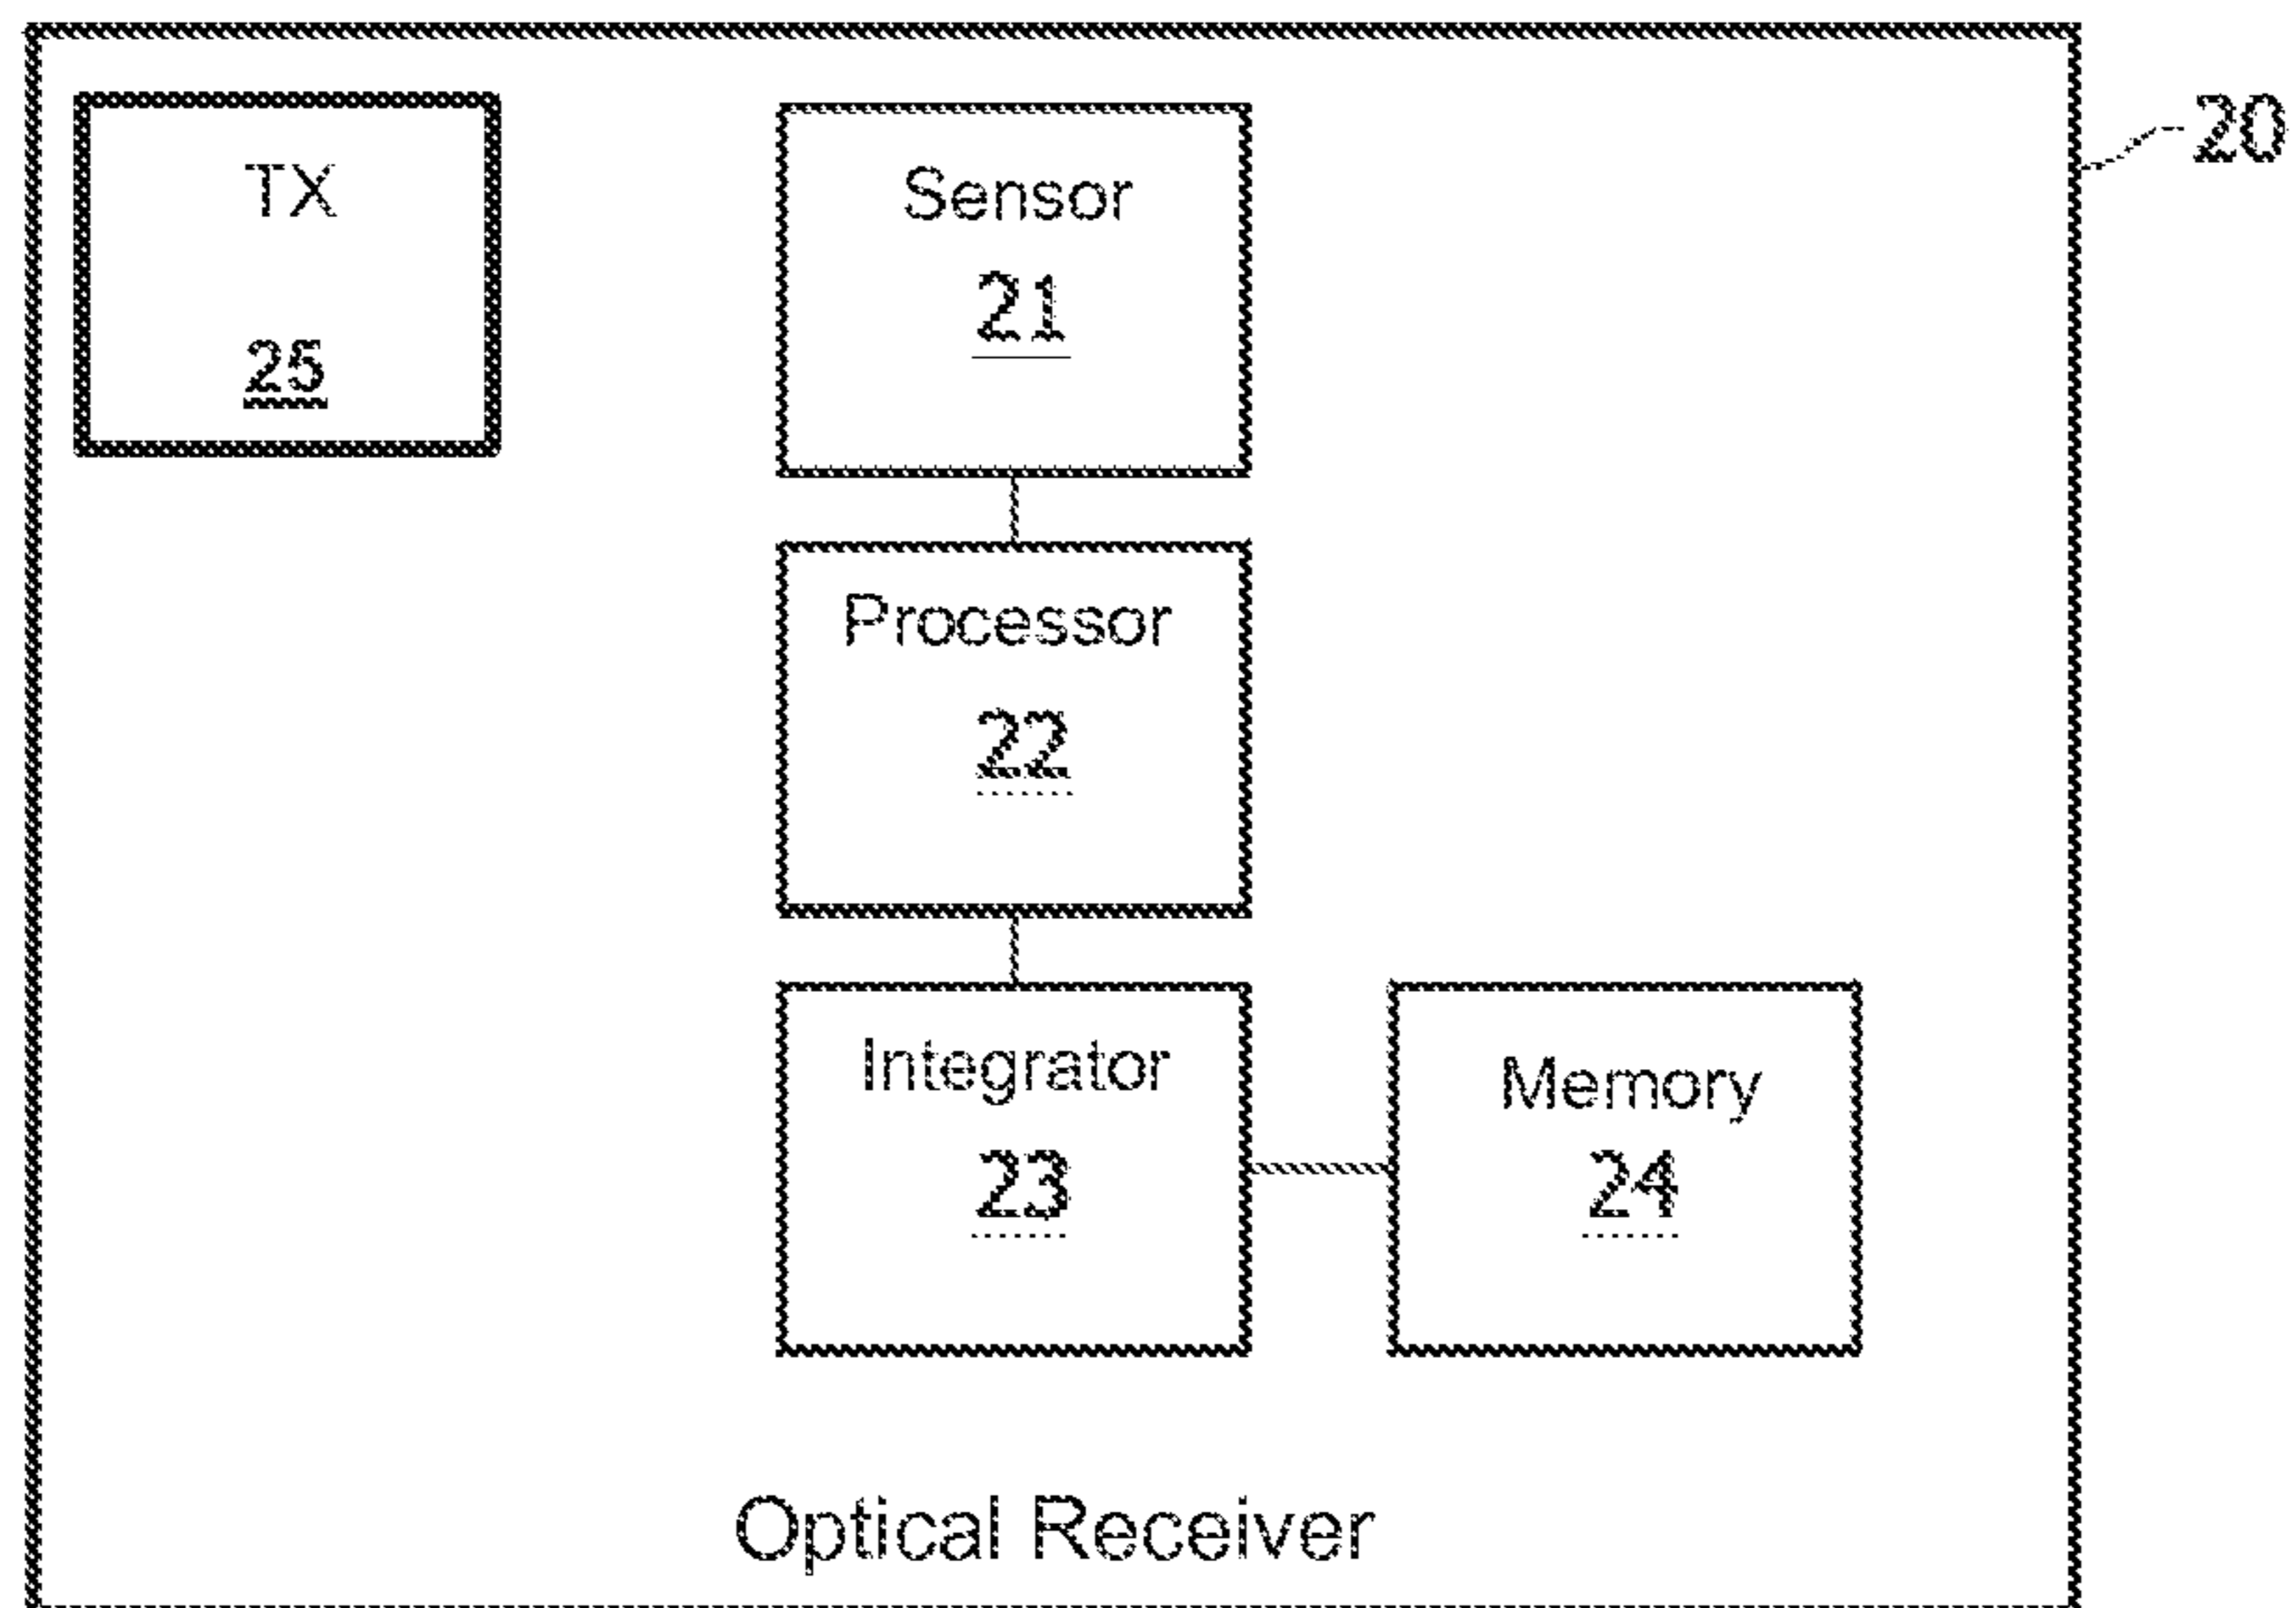 TX
25
Sensor
21
20
Processor
22
Integrator
23
Memory
24
Optical Receiver